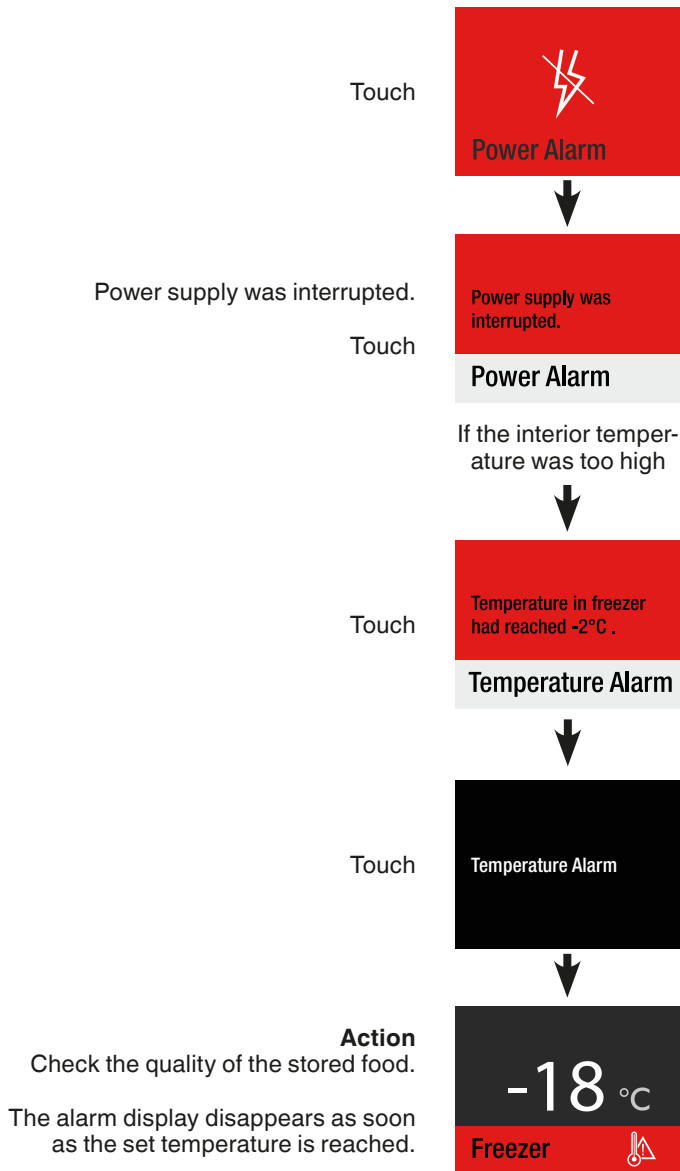 Touch
Power Alarm
Power supply was interrupted.
Touch
Power supply was
interrupted.
Power Alarm
If the interior temper-
ature was too high
Touch
Temperature in freezer
had reached -2°C .
Temperature Alarm
Touch
Temperature Alarm
Action
Check the quality of the stored food.
The alarm display disappears as soon
as the set temperature is reached.
-18 °C
Freezer